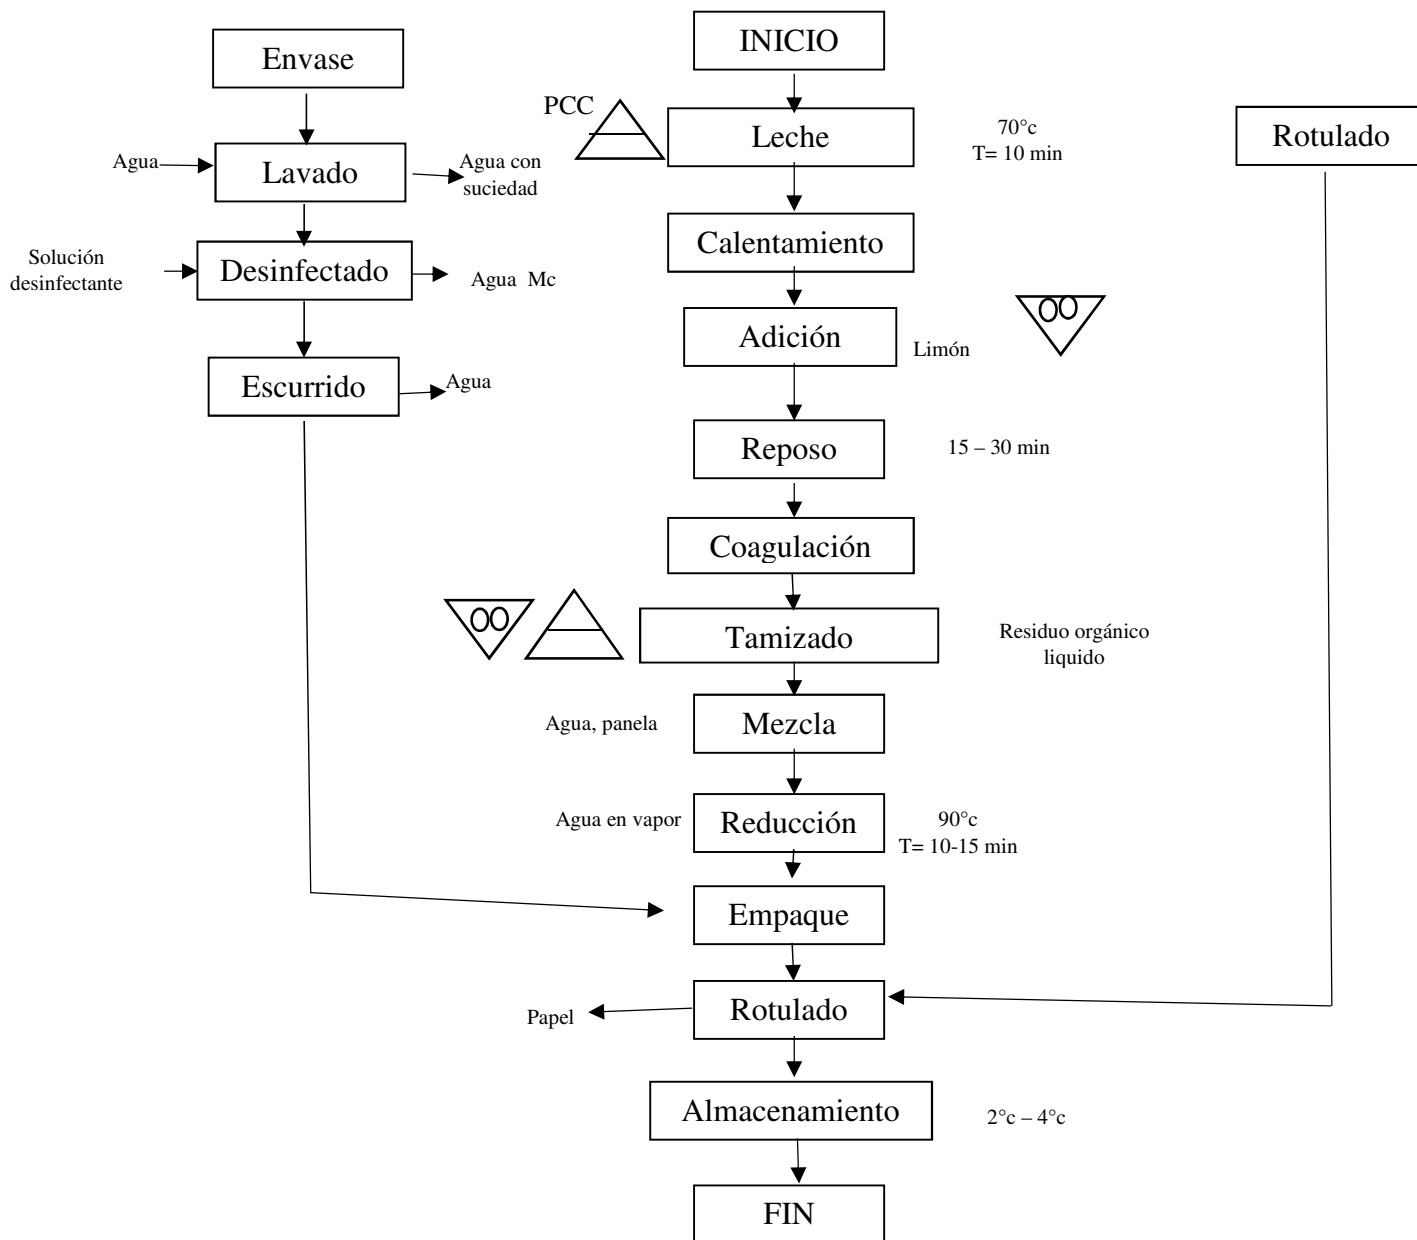 INICIO
Envase
PCC
Leche
70°c
T= 10 min
Rotulado
Agua
Lavado
Agua con
suciedad
Calentamiento
Solución
desinfectante
Desinfectado
Agua  Mc
OO
Adición
Limón
Escurrido
Agua
Reposo
15 – 30 min
Coagulación
OO
Tamizado
Residuo orgánico
liquido
Agua, panela
Mezcla
Agua en vapor
Reducción
90°c
T= 10-15 min
Empaque
Rotulado
Papel
Almacenamiento
2°c – 4°c
FIN